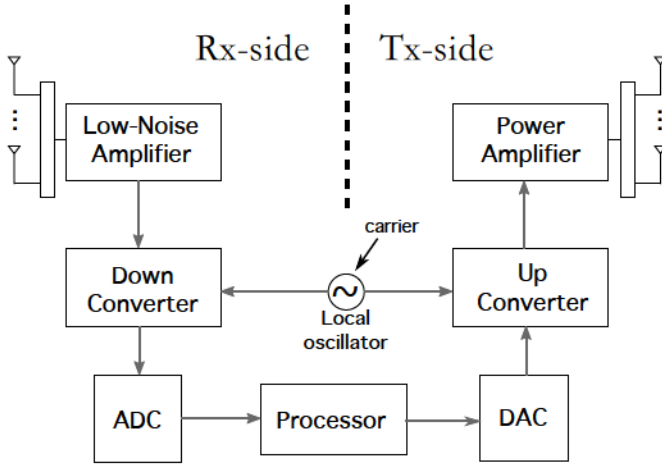 Rx-side
Tx-side
Low-Noise
Amplifier
Power
Amplifier
carrier
Down
Converter
~
Local
oscillator
Up
Converter
ADC
Processor
DAC